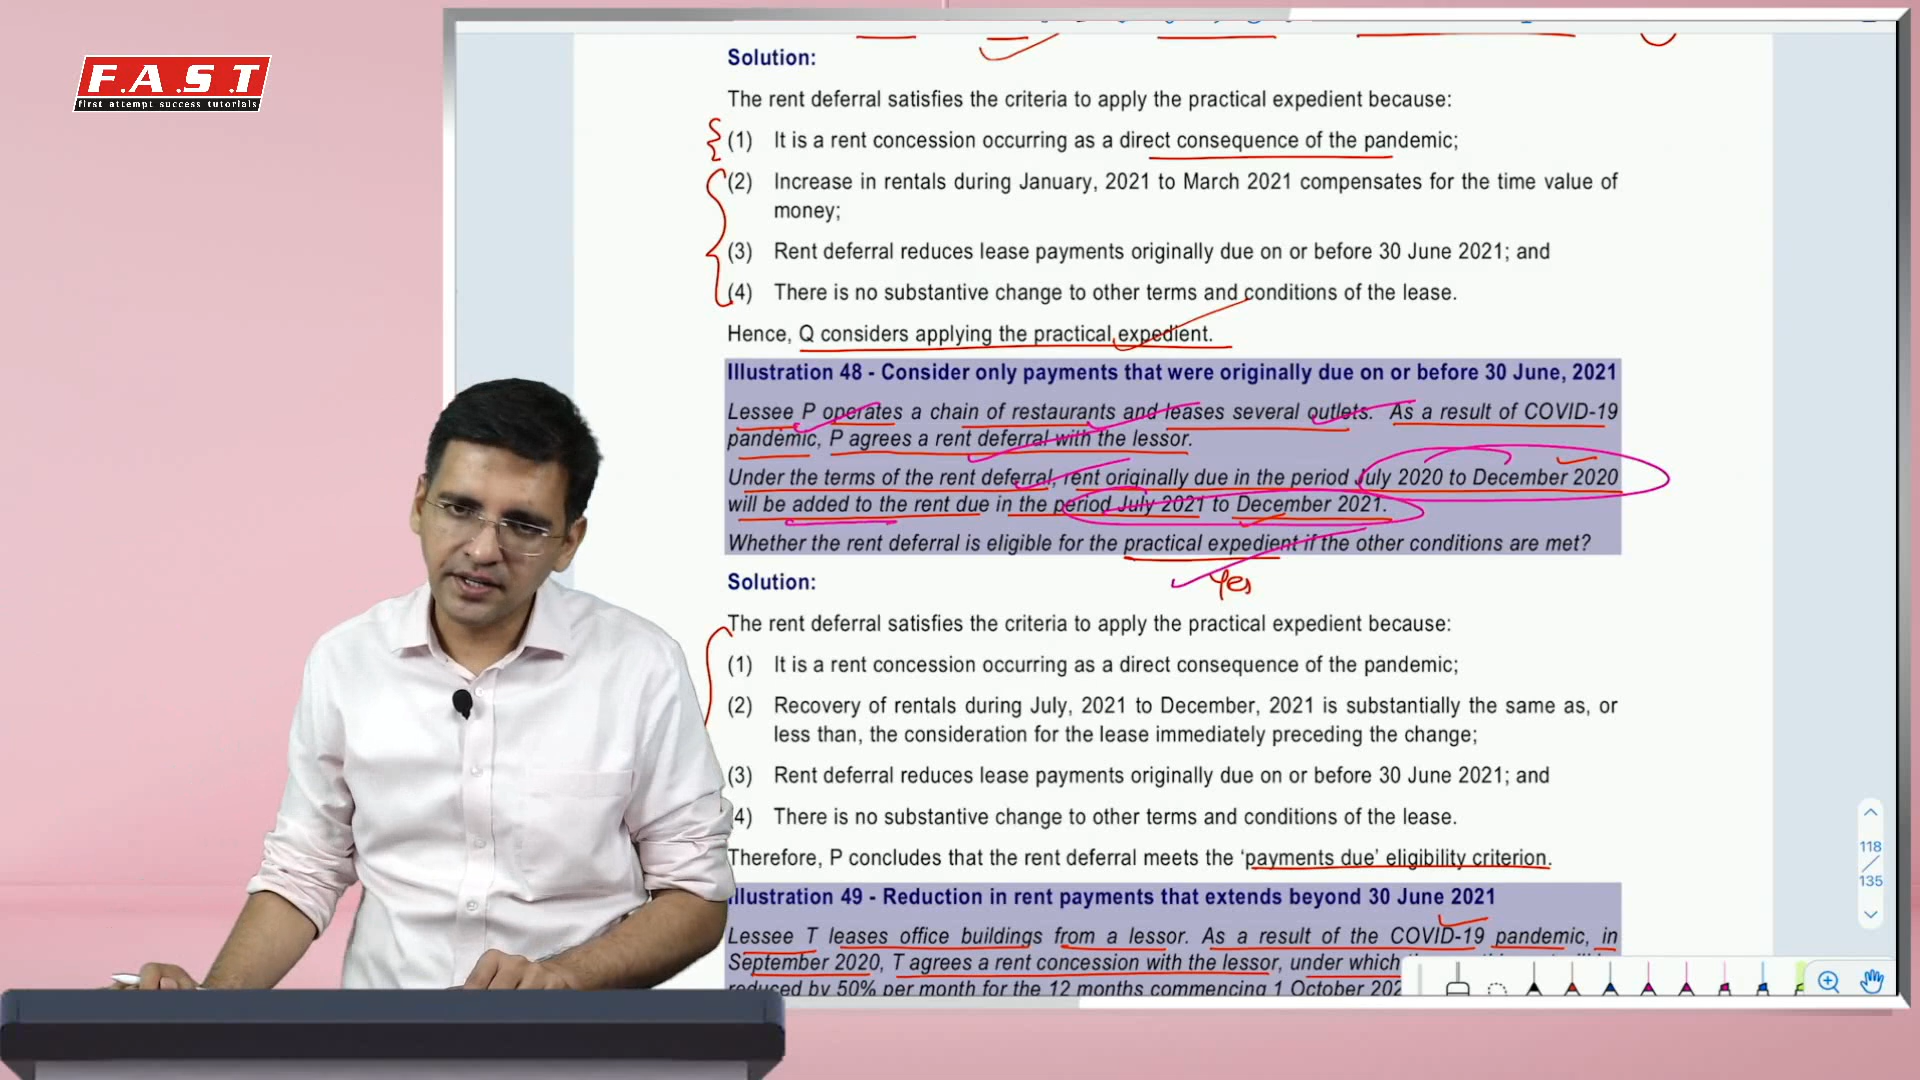 F.A.S.T
first attempt success tutorials
Solution:
The rent deferral satisfies the criteria to apply the practical expedient because:
(1) It is a rent concession occurring as a direct consequence of the pandemic;
(2) Increase in rentals during January, 2021 to March 2021 compensates for the time value of
money;
(3) Rent deferral reduces lease payments originally due on or before 30 June 2021; and
(4) There is no substantive change to other terms and conditions of the lease.
Hence, Q considers applying the practical expedient.
Illustration 48 - Consider only payments that were originally due on or before 30 June, 2021
Lessee P operates a chain of restaurants and leases several outlets. As a result of COVID-19
pandemic, P agrees a rent deferral with the lessor.
Under the terms of the rent deferral, rent originally due in the period July 2020 to December 2020
will be added to the rent due in the period July 2021 to December 2021.
Whether the rent deferral is eligible for the practical expedient if the other conditions are met?
Yes
Solution:
The rent deferral satisfies the criteria to apply the practical expedient because:
(1) It is a rent concession occurring as a direct consequence of the pandemic;
(2) Recovery of rentals during July, 2021 to December, 2021 is substantially the same as, or
less than, the consideration for the lease immediately preceding the change;
(3) Rent deferral reduces lease payments originally due on or before 30 June 2021; and
4) There is no substantive change to other terms and conditions of the lease.
Therefore, P concludes that the rent deferral meets the ‘payments due’ eligibility criterion.
Illustration 49 - Reduction in rent payments that extends beyond 30 June 2021
Lessee T leases office buildings from a lessor. As a result of the COVID-19 pandemic, in
September 2020, T agrees a rent concession with the lessor, under which
reduced by 50% per month for the 12 months commencing 1 October 202
118
135